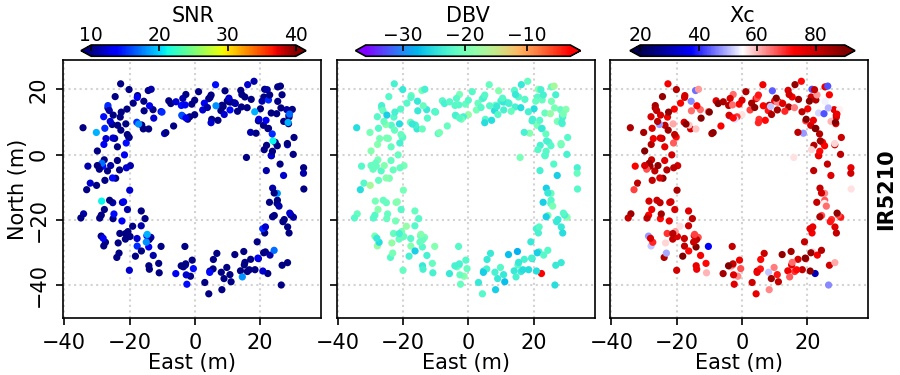 SNR DBV Xc
10 20 30 40 −30 −20 −10 20 40 60 80
20
0
−20
−40
North (m)
−40 −20 0 20 −40 −20 0 20 −40 −20 0 20
East (m) East (m) East (m)
IR5210